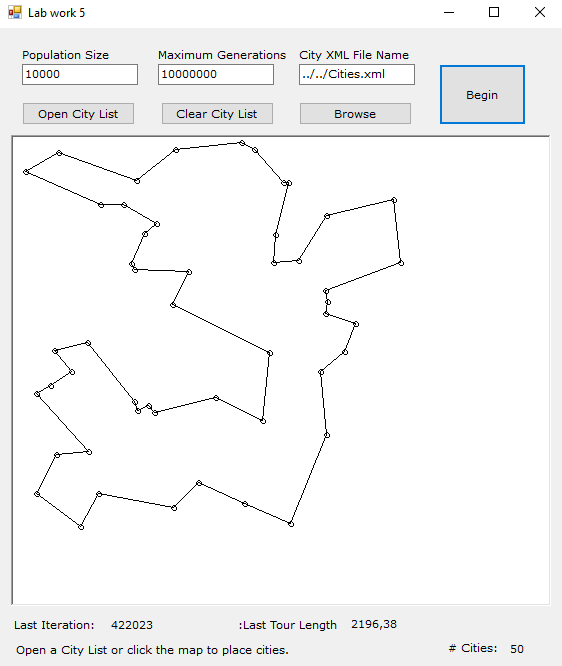 Lab work 5
Population Size Maximum Generations City XML File Name
10000 10000000 ../../Cities.xml
Begin
Open City List Clear City List Browse
Last Iteration: 422023 :Last Tour Length 2196,38
Open a City List or click the map to place cities. # Cities: 50